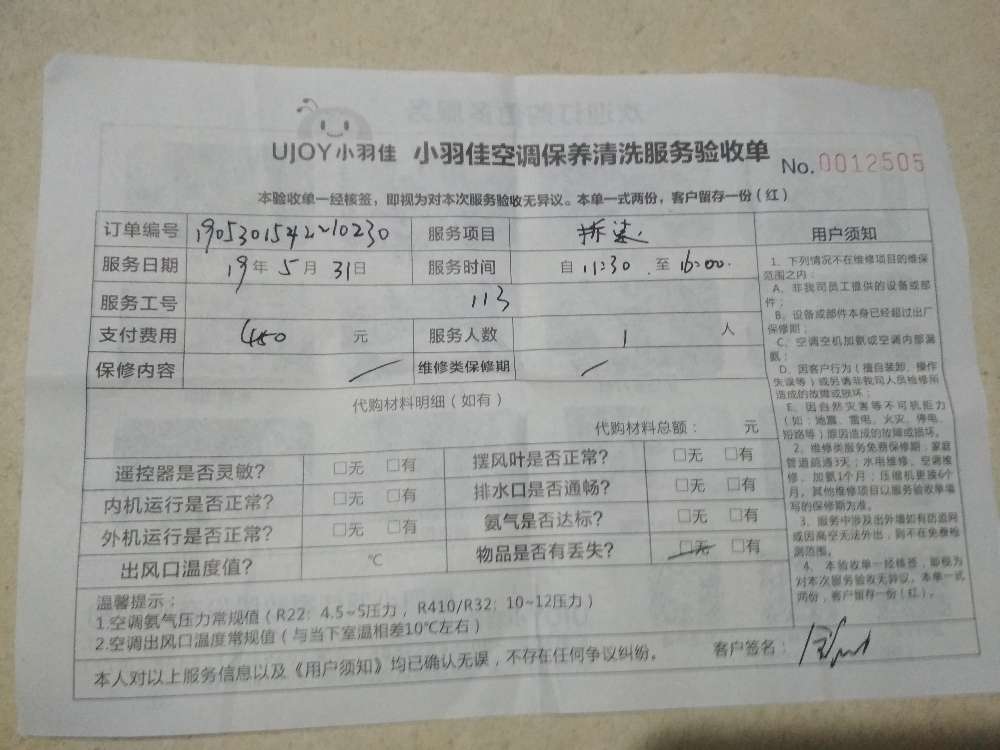 UJOY小羽佳 小羽佳空调保养清洗服务验收单 No.0012505
本验收单一经核签，即视为对本次服务验收无异议。本单一式两份，客户留存一份（红）
订单编号 服务项目 拆洗
服务日期 19年5月31日 服务时间 自 11:30 至 16:00
服务工号 113
支付费用 450 元 服务人数 1 人
保修内容 维修类保修期
代购材料明细（如有）
代购材料总额： 元
遥控器是否灵敏? □无 □有 摆风叶是否正常? □无 □有
内机运行是否正常? □无 □有 排水口是否通畅? □无 □有
外机运行是否正常? □无 □有 氨气是否达标? □无 □有
出风口温度值? ℃ 物品是否有丢失? □无 □有
温馨提示：
1.空调氨气压力常规值（R22：4.5~5压力，R410/R32：10~12压力）
2.空调出风口温度常规值（与当下室温相差10℃左右）
本人对以上服务信息以及《用户须知》均已确认无误，不存在任何争议纠纷。 客户签名：
用户须知
1、下列情况不在维修项目的维保
范围之内：
A、非我司员工提供的设备或部
件；
B、设备或部件本身已经超过出厂
保修期；
C、空调空机加氨或空调内部漏
氨；
D、因客户行为（擅自装卸、操作
失误等）或另请非我司人员检修所
造成的故障或损坏；
E、因自然灾害等不可抗拒力
（如：地震、雷电、火灾、停电、
短路等）原因造成的故障或损坏。
2、维修类服务免费保修期：家庭
管道疏通3天；水电维修、空调维
修、加氨1个月；压缩机更换6个
月，其他维修项目以服务验收单填
写的保修期为准。
3、服务中涉及出外墙如有防盗网
或因高空无法外出，则不在免费检
测范围。
4、本验收单一经核签，即视为
对本次服务验收无异议，本单一式
两份，客户留存一份（红）。